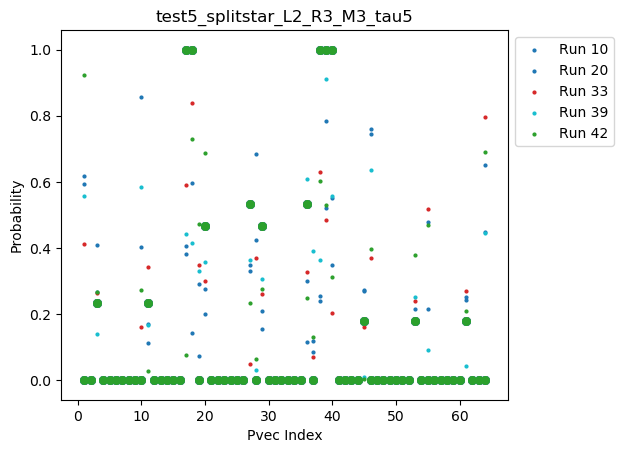 test5_splitstar_L2_R3_M3_tau5
Run 10
Run 20
Run 33
Run 39
Run 42
Probability
1.0
0.8
0.6
0.4
0.2
0.0
0 10 20 30 40 50 60
Pvec Index